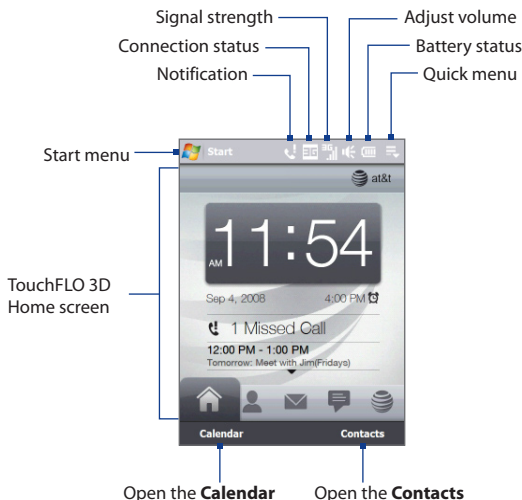 Signal strength
Adjust volume
Connection status
Battery status
Notification
Quick menu
Start menu
Start
3G
3G
at&t
AM
11:54
TouchFLO 3D
Home screen
Sep 4, 2008
4:00 PM
1 Missed Call
12:00 PM - 1:00 PM
Tomorrow: Meet with Jim(Fridays)
Calendar
Contacts
Open the Calendar
Open the Contacts